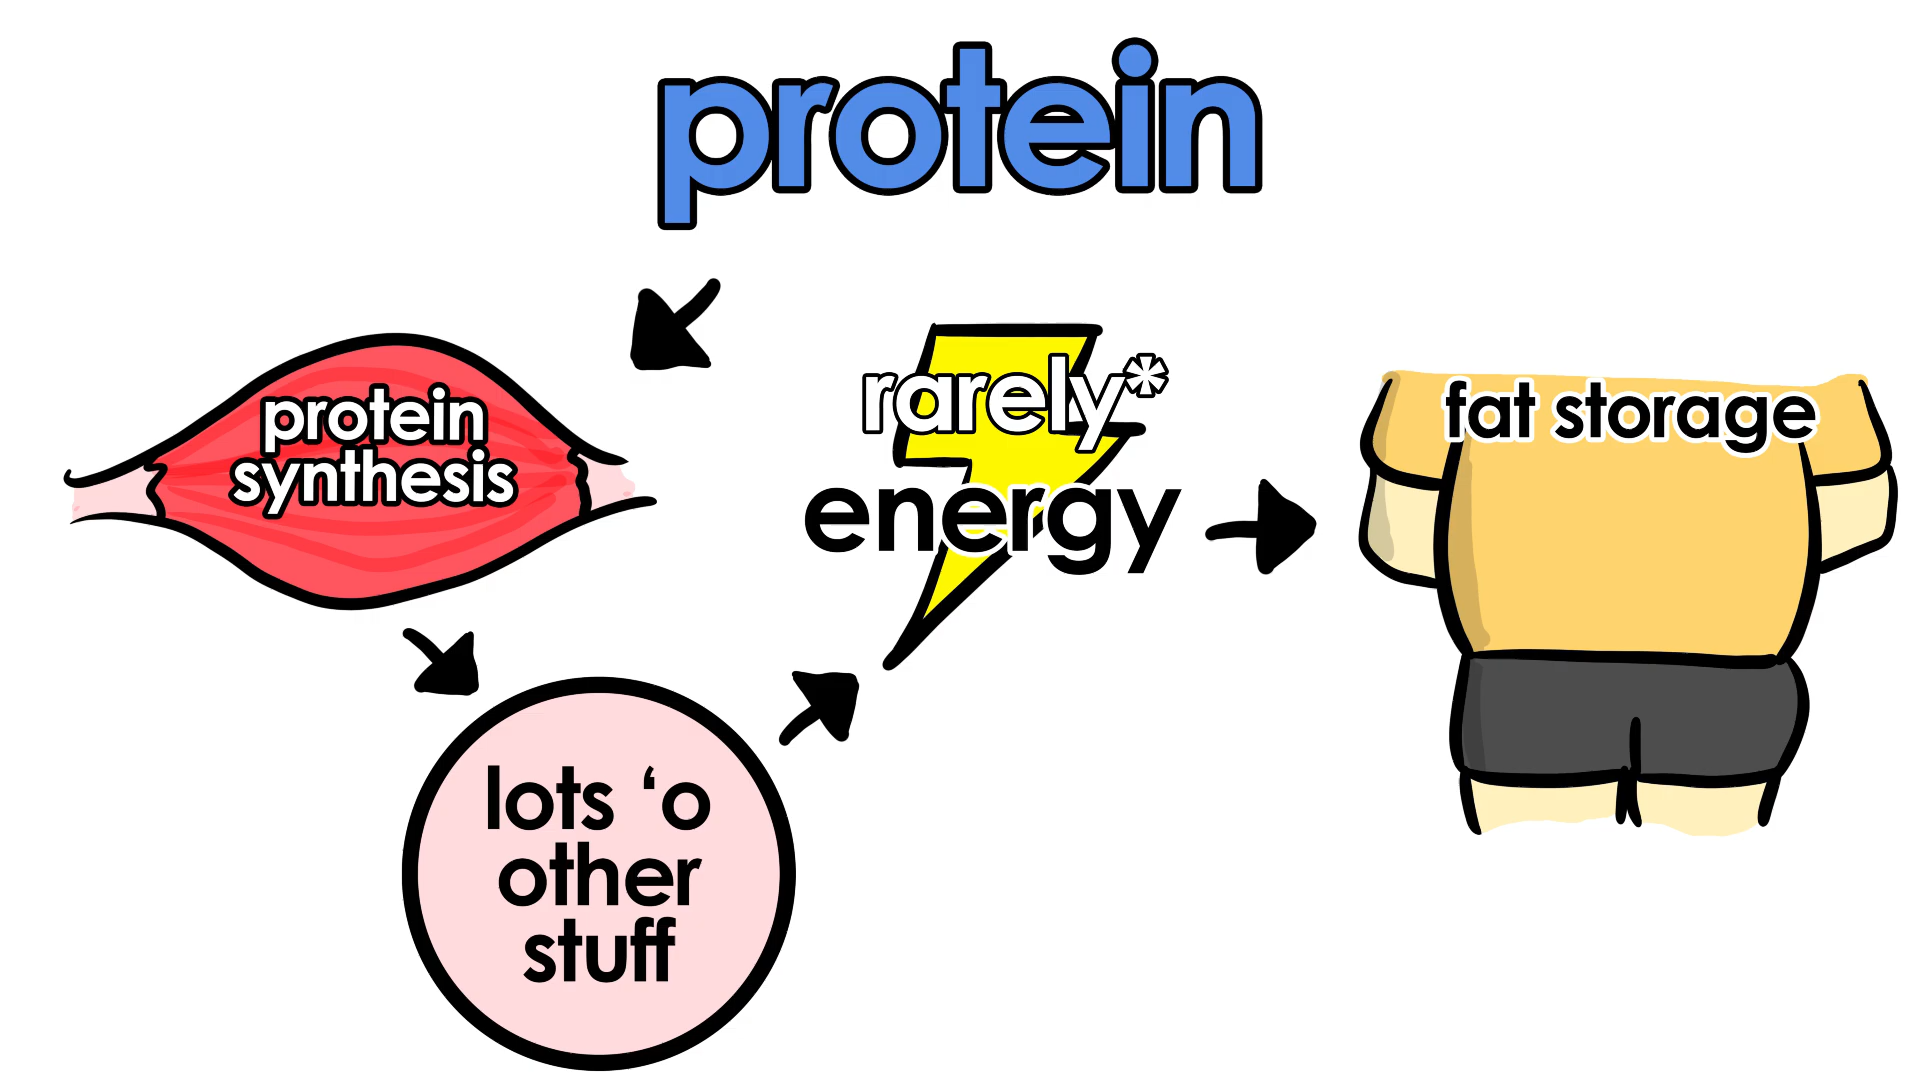 protein
protein
synthesis
rarely*
energy
fat storage
lots ‘o
other
stuff